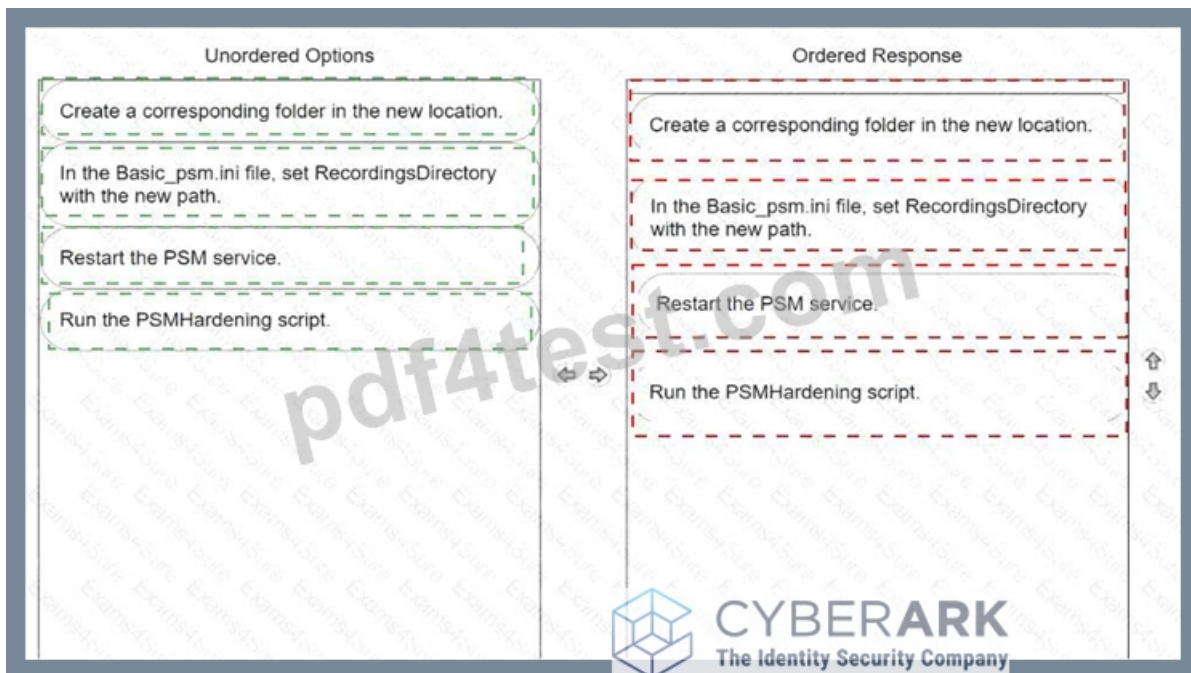 Unordered Options
Create a corresponding folder in the new location.
In the Basic_psm.ini file, set RecordingsDirectory
with the new path.
Restart the PSM service.
Run the PSMHardening script.
Ordered Response
Create a corresponding folder in the new location.
In the Basic_psm.ini file, set RecordingsDirectory
with the new path.
Restart the PSM service.
Run the PSMHardening script.
pdf4test.com
CYBERARK
The Identity Security Company